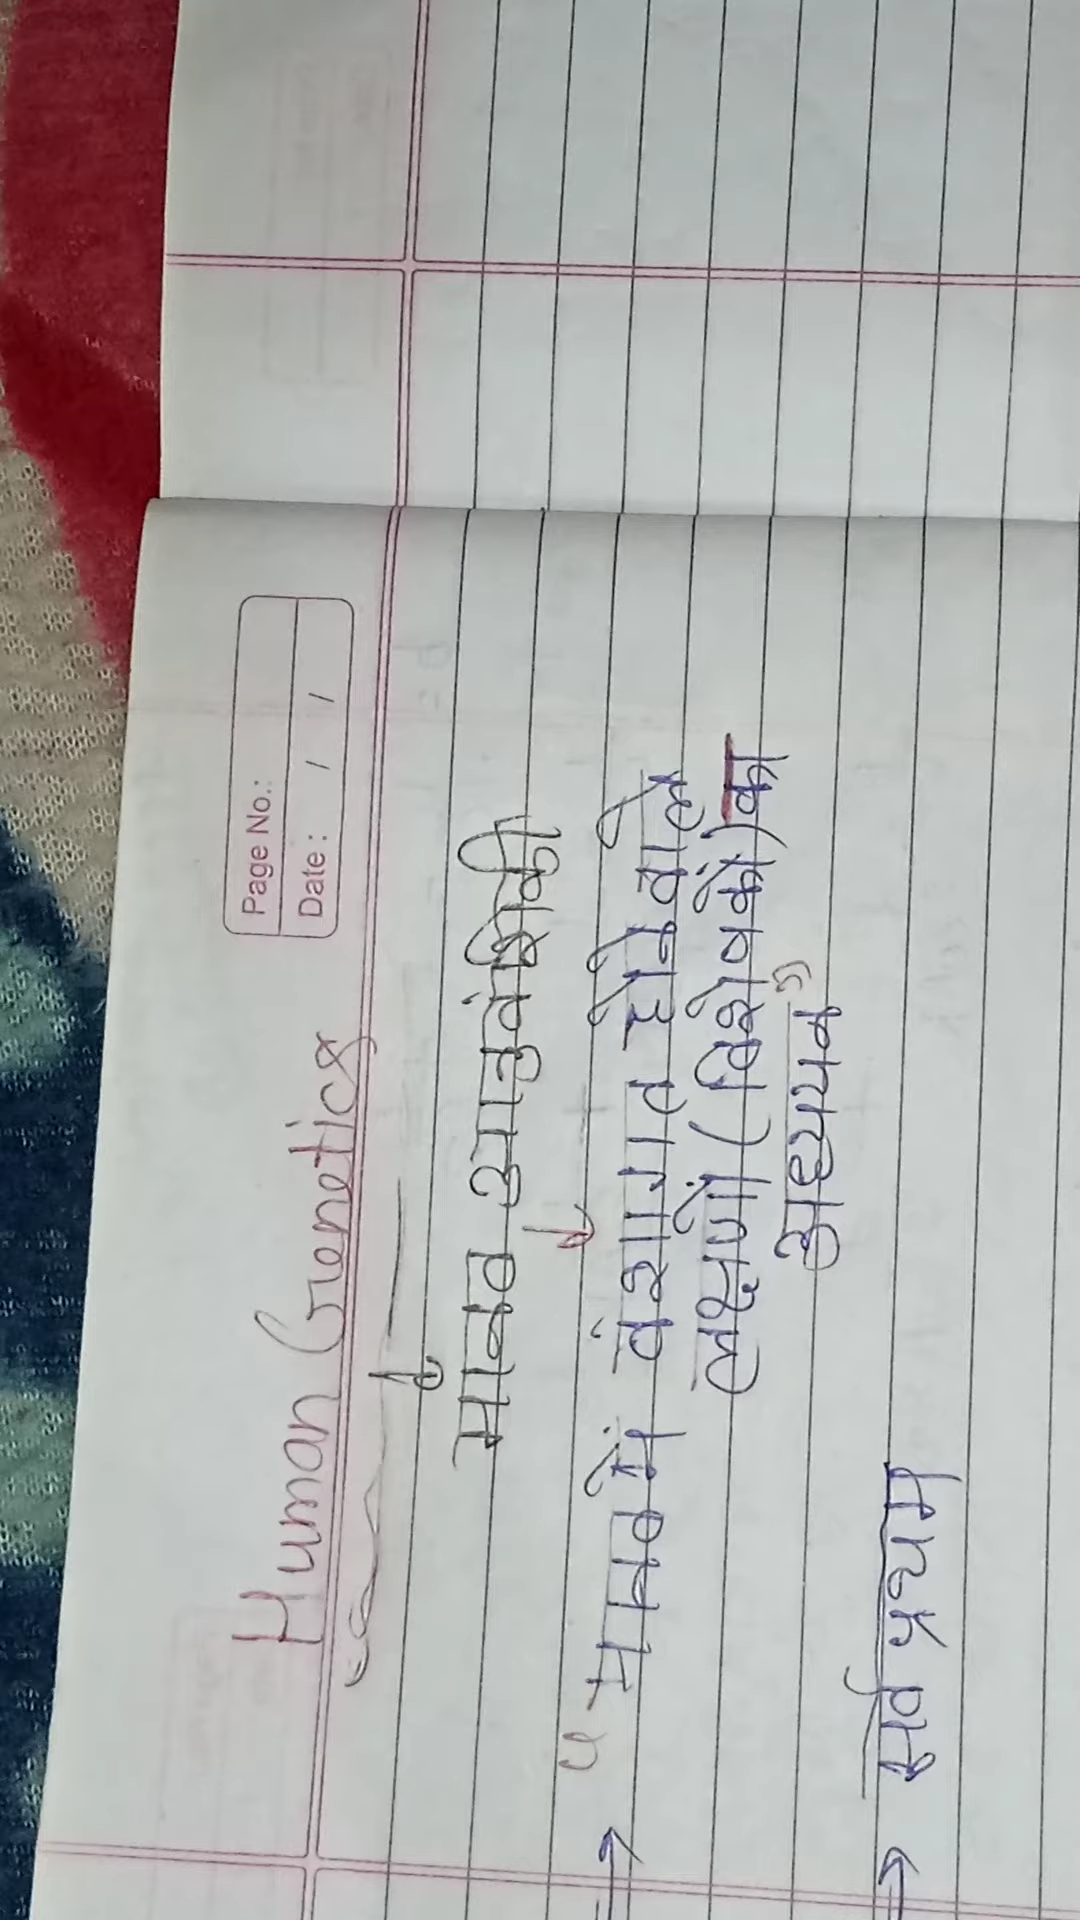 Page No.:
Date : / /
Human Genetics
मानव आनुवंशिकी
"मानव में वंशागत होने वाले
लक्षणों (विशेषकों) का
अध्ययन"
→ सर्व प्रथम